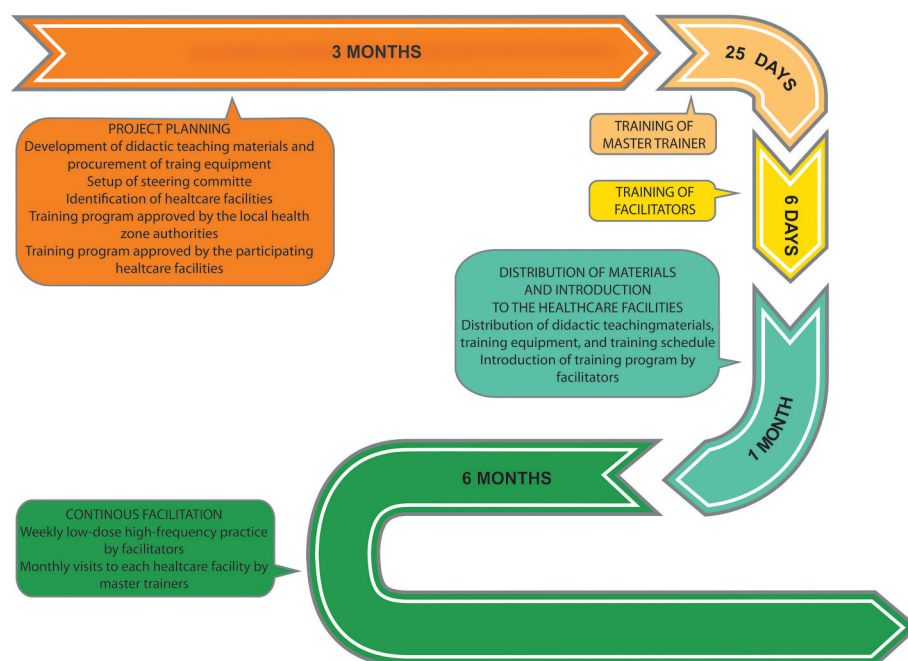 3 MONTHS
25 DAYS
PROJECT PLANNING
Development of didactic teaching materials and
procurement of traing equipment
Setup of steering committe
Identification of healtcare facilities
Training program approved by the local health
zone authorities
Training program approved by the participating
healtcare facilities
TRAINING OF
MASTER TRAINER
TRAINING OF
FACILITATORS
6 DAYS
DISTRIBUTION OF MATERIALS
AND INTRODUCTION
TO THE HEALTHCARE FACILITIES
Distribution of didactic teachingmaterials,
training equipment, and training schedule
Introduction of training program by
facilitators
1 MONTH
6 MONTHS
CONTINOUS FACILITATION
Weekly low-dose high-frequency practice
by facilitators
Monthly visits to each healtcare facility by
master trainers